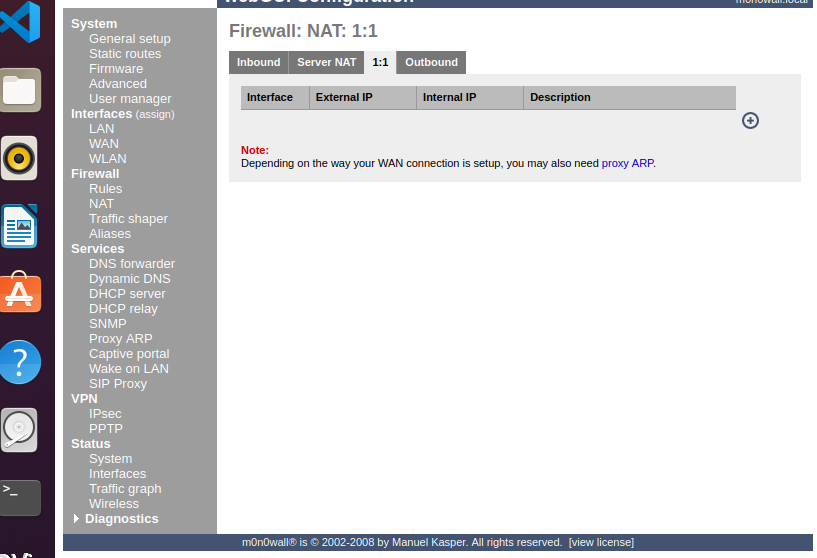 webGUI Configuration
m0n0wall.local
System
General setup
Static routes
Firmware
Advanced
User manager
Interfaces (assign)
LAN
WAN
WLAN
Firewall
Rules
NAT
Traffic shaper
Aliases
Services
DNS forwarder
Dynamic DNS
DHCP server
DHCP relay
SNMP
Proxy ARP
Captive portal
Wake on LAN
SIP Proxy
VPN
IPsec
PPTP
Status
System
Interfaces
Traffic graph
Wireless
Diagnostics
Firewall: NAT: 1:1
Inbound Server NAT 1:1 Outbound
Interface External IP Internal IP Description
Note:
Depending on the way your WAN connection is setup, you may also need proxy ARP.
m0n0wall® is © 2002-2008 by Manuel Kasper. All rights reserved. [view license]
?
>_